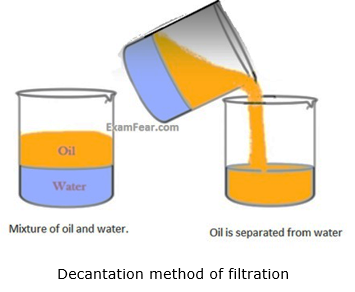 ExamFear.com
Oil
Water
Mixture of oil and water.
Oil is separated from water
Decantation method of filtration